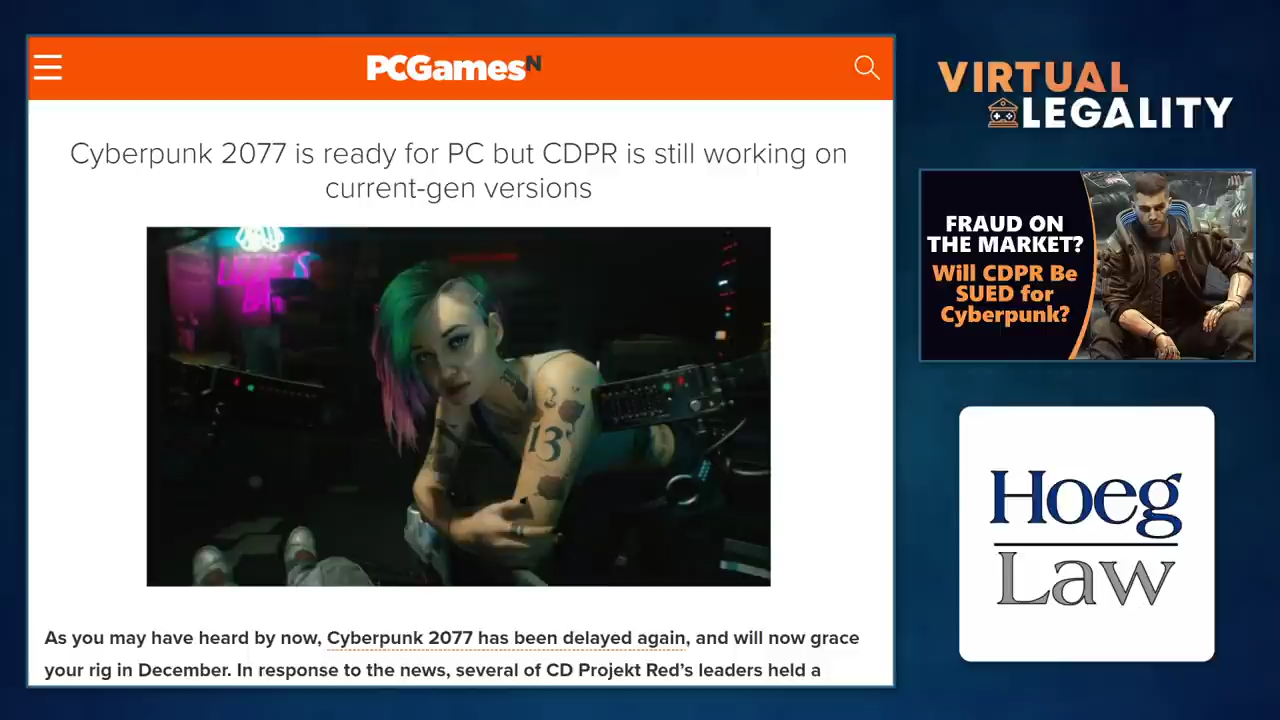 PCGamesN
Cyberpunk 2077 is ready for PC but CDPR is still working on
current-gen versions
13
As you may have heard by now, Cyberpunk 2077 has been delayed again, and will now grace
your rig in December. In response to the news, several of CD Projekt Red’s leaders held a
VIRTUAL
LEGALITY
FRAUD ON
THE MARKET?
Will CDPR Be
SUED for
Cyberpunk?
Hoeg
Law